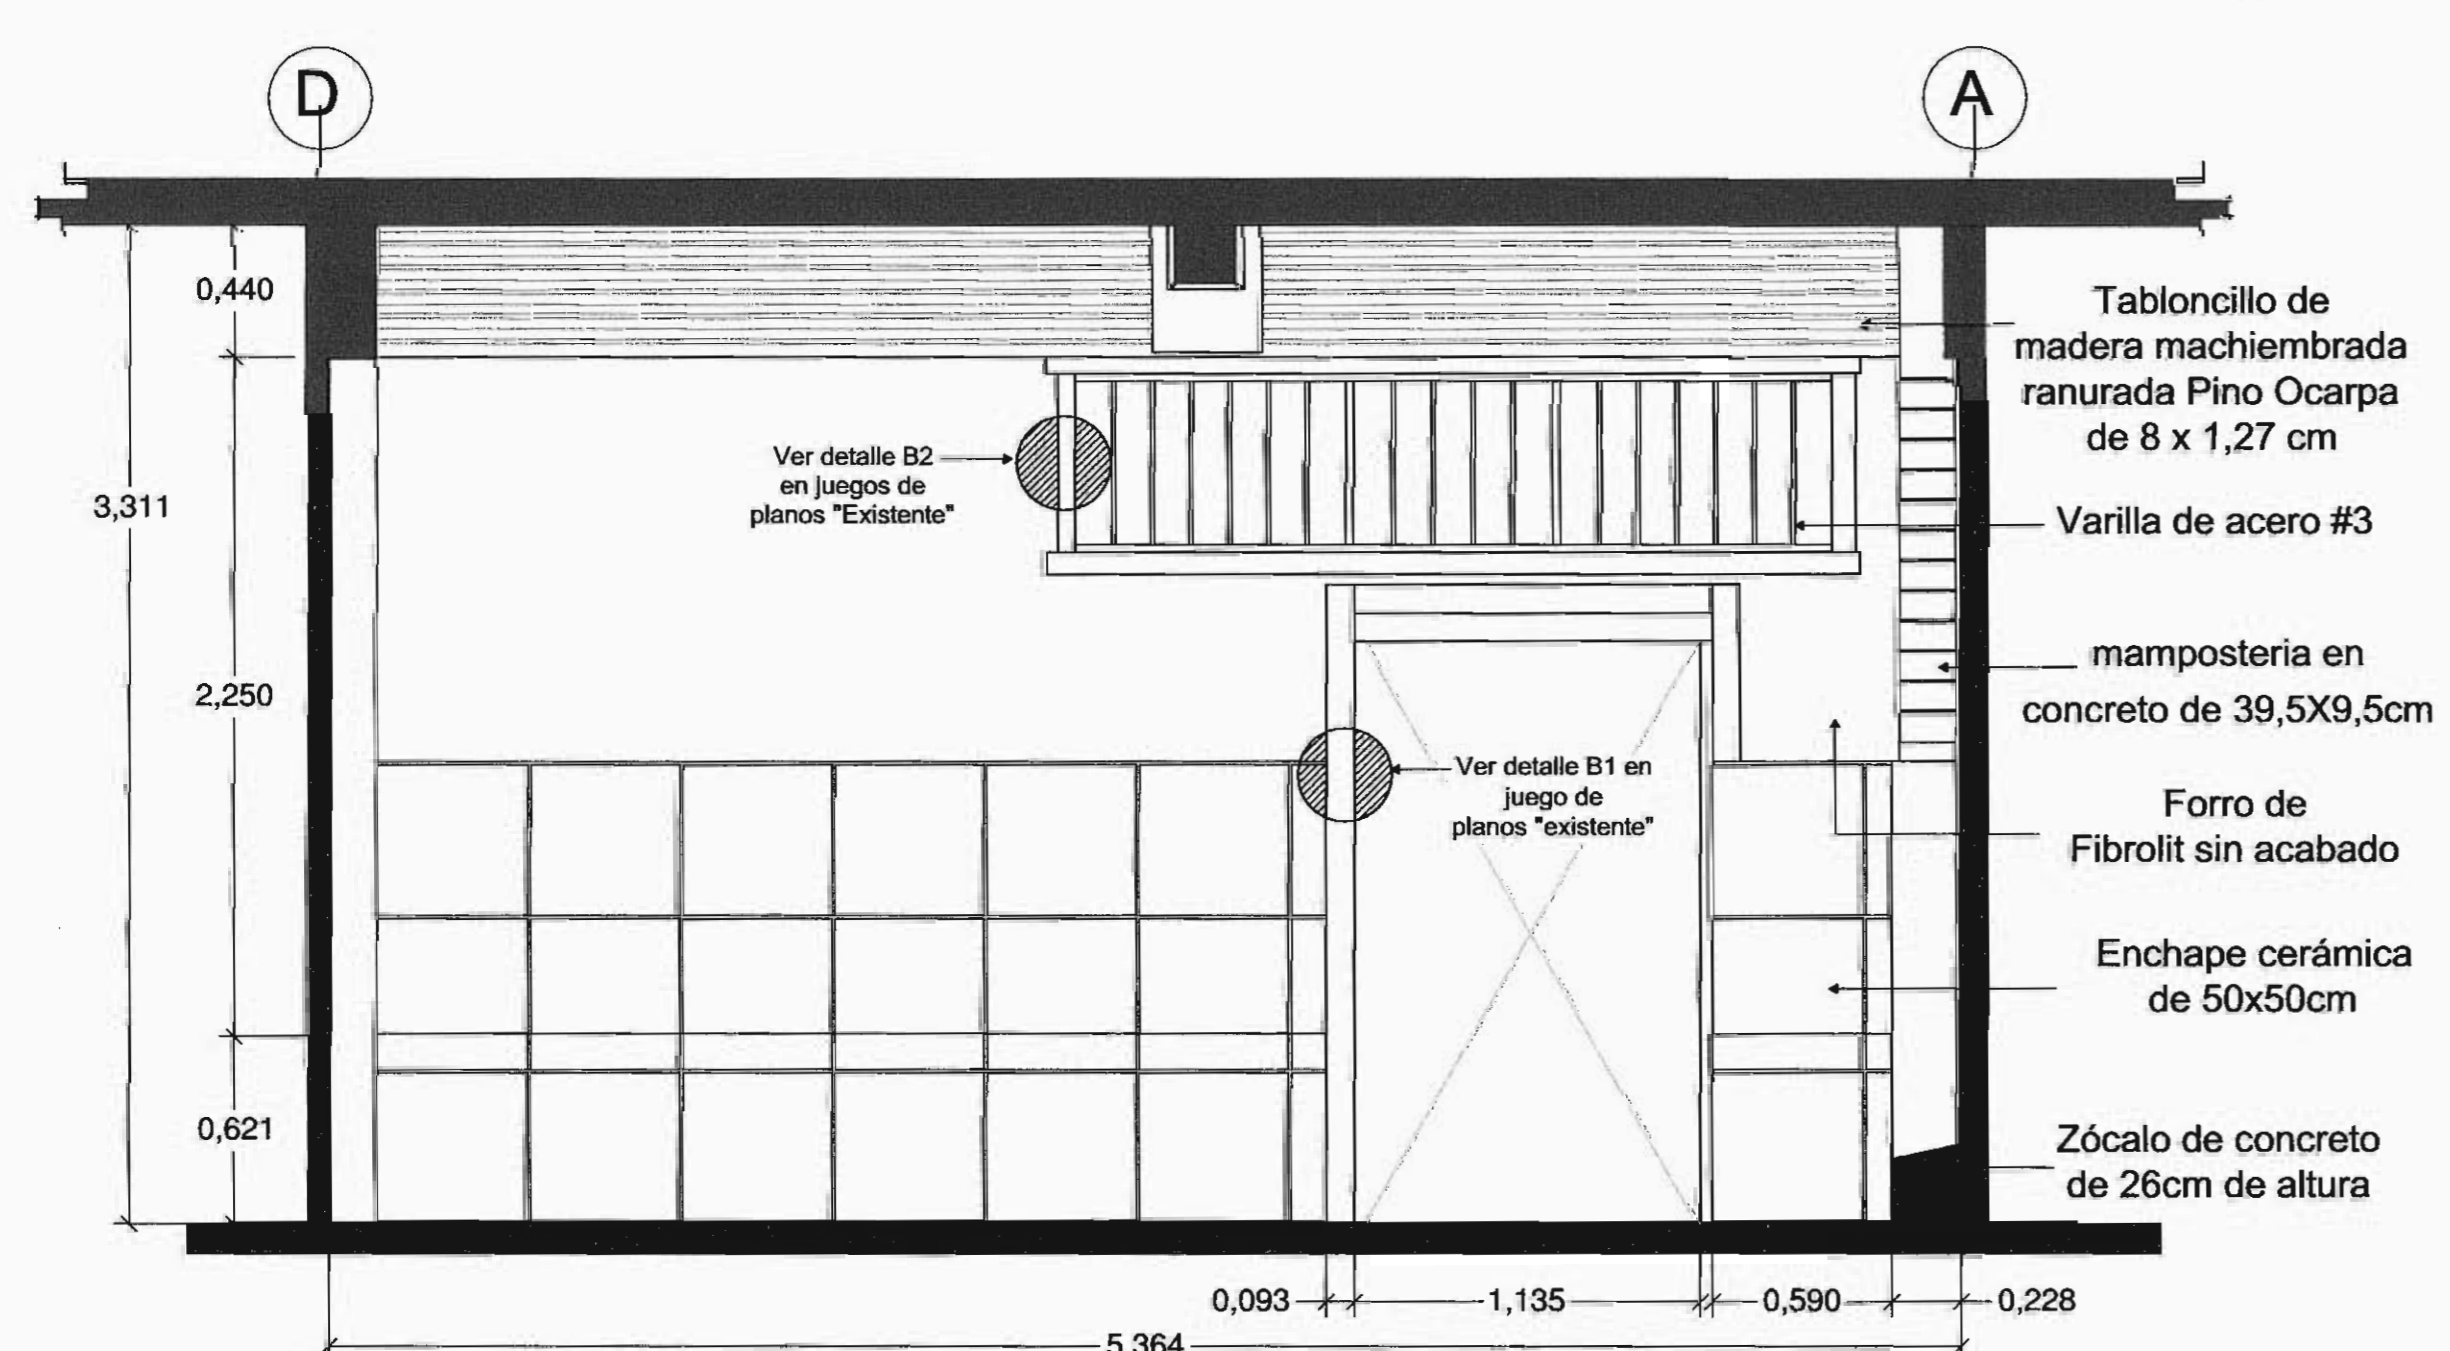 D
A
0,440
Tabloncillo de
madera machiembrada
ranurada Pino Ocarpa
de 8 x 1,27 cm
Ver detalle B2
en juegos de
planos "Existente"
3,311
Varilla de acero #3
2,250
mamposteria en
concreto de 39,5X9,5cm
Ver detalle B1 en
juego de
planos "existente"
Forro de
Fibrolit sin acabado
Enchape cerámica
de 50x50cm
0,621
Zócalo de concreto
de 26cm de altura
0,093
1,135
0,590
0,228
5,364